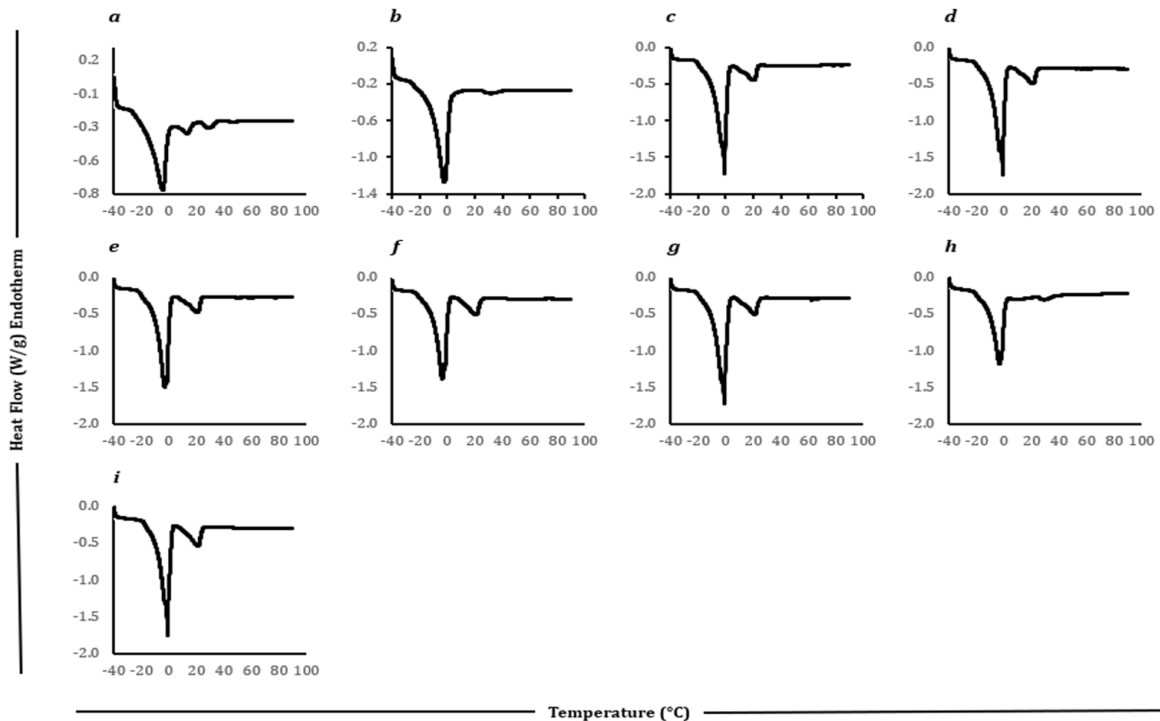 a b c d
0.2 0.2 0.0 0.0
-0.1 -0.2 -0.5 -0.5
-0.3 -0.6 -1.0 -1.0
-0.6 -1.0 -1.5 -1.5
-0.8 -1.4 -2.0 -2.0
-40 -20 0 20 40 60 80 100 -40 -20 0 20 40 60 80 100 -40 -20 0 20 40 60 80 100 -40 -20 0 20 40 60 80 100
e f g h
0.0 0.0 0.0 0.0
-0.5 -0.5 -0.5 -0.5
-1.0 -1.0 -1.0 -1.0
-1.5 -1.5 -1.5 -1.5
-2.0 -2.0 -2.0 -2.0
-40 -20 0 20 40 60 80 100 -40 -20 0 20 40 60 80 100 -40 -20 0 20 40 60 80 100 -40 -20 0 20 40 60 80 100
i
0.0
-0.5
-1.0
-1.5
-2.0
-40 -20 0 20 40 60 80 100
Heat Flow (W/g) Endotherm
Temperature (°C)